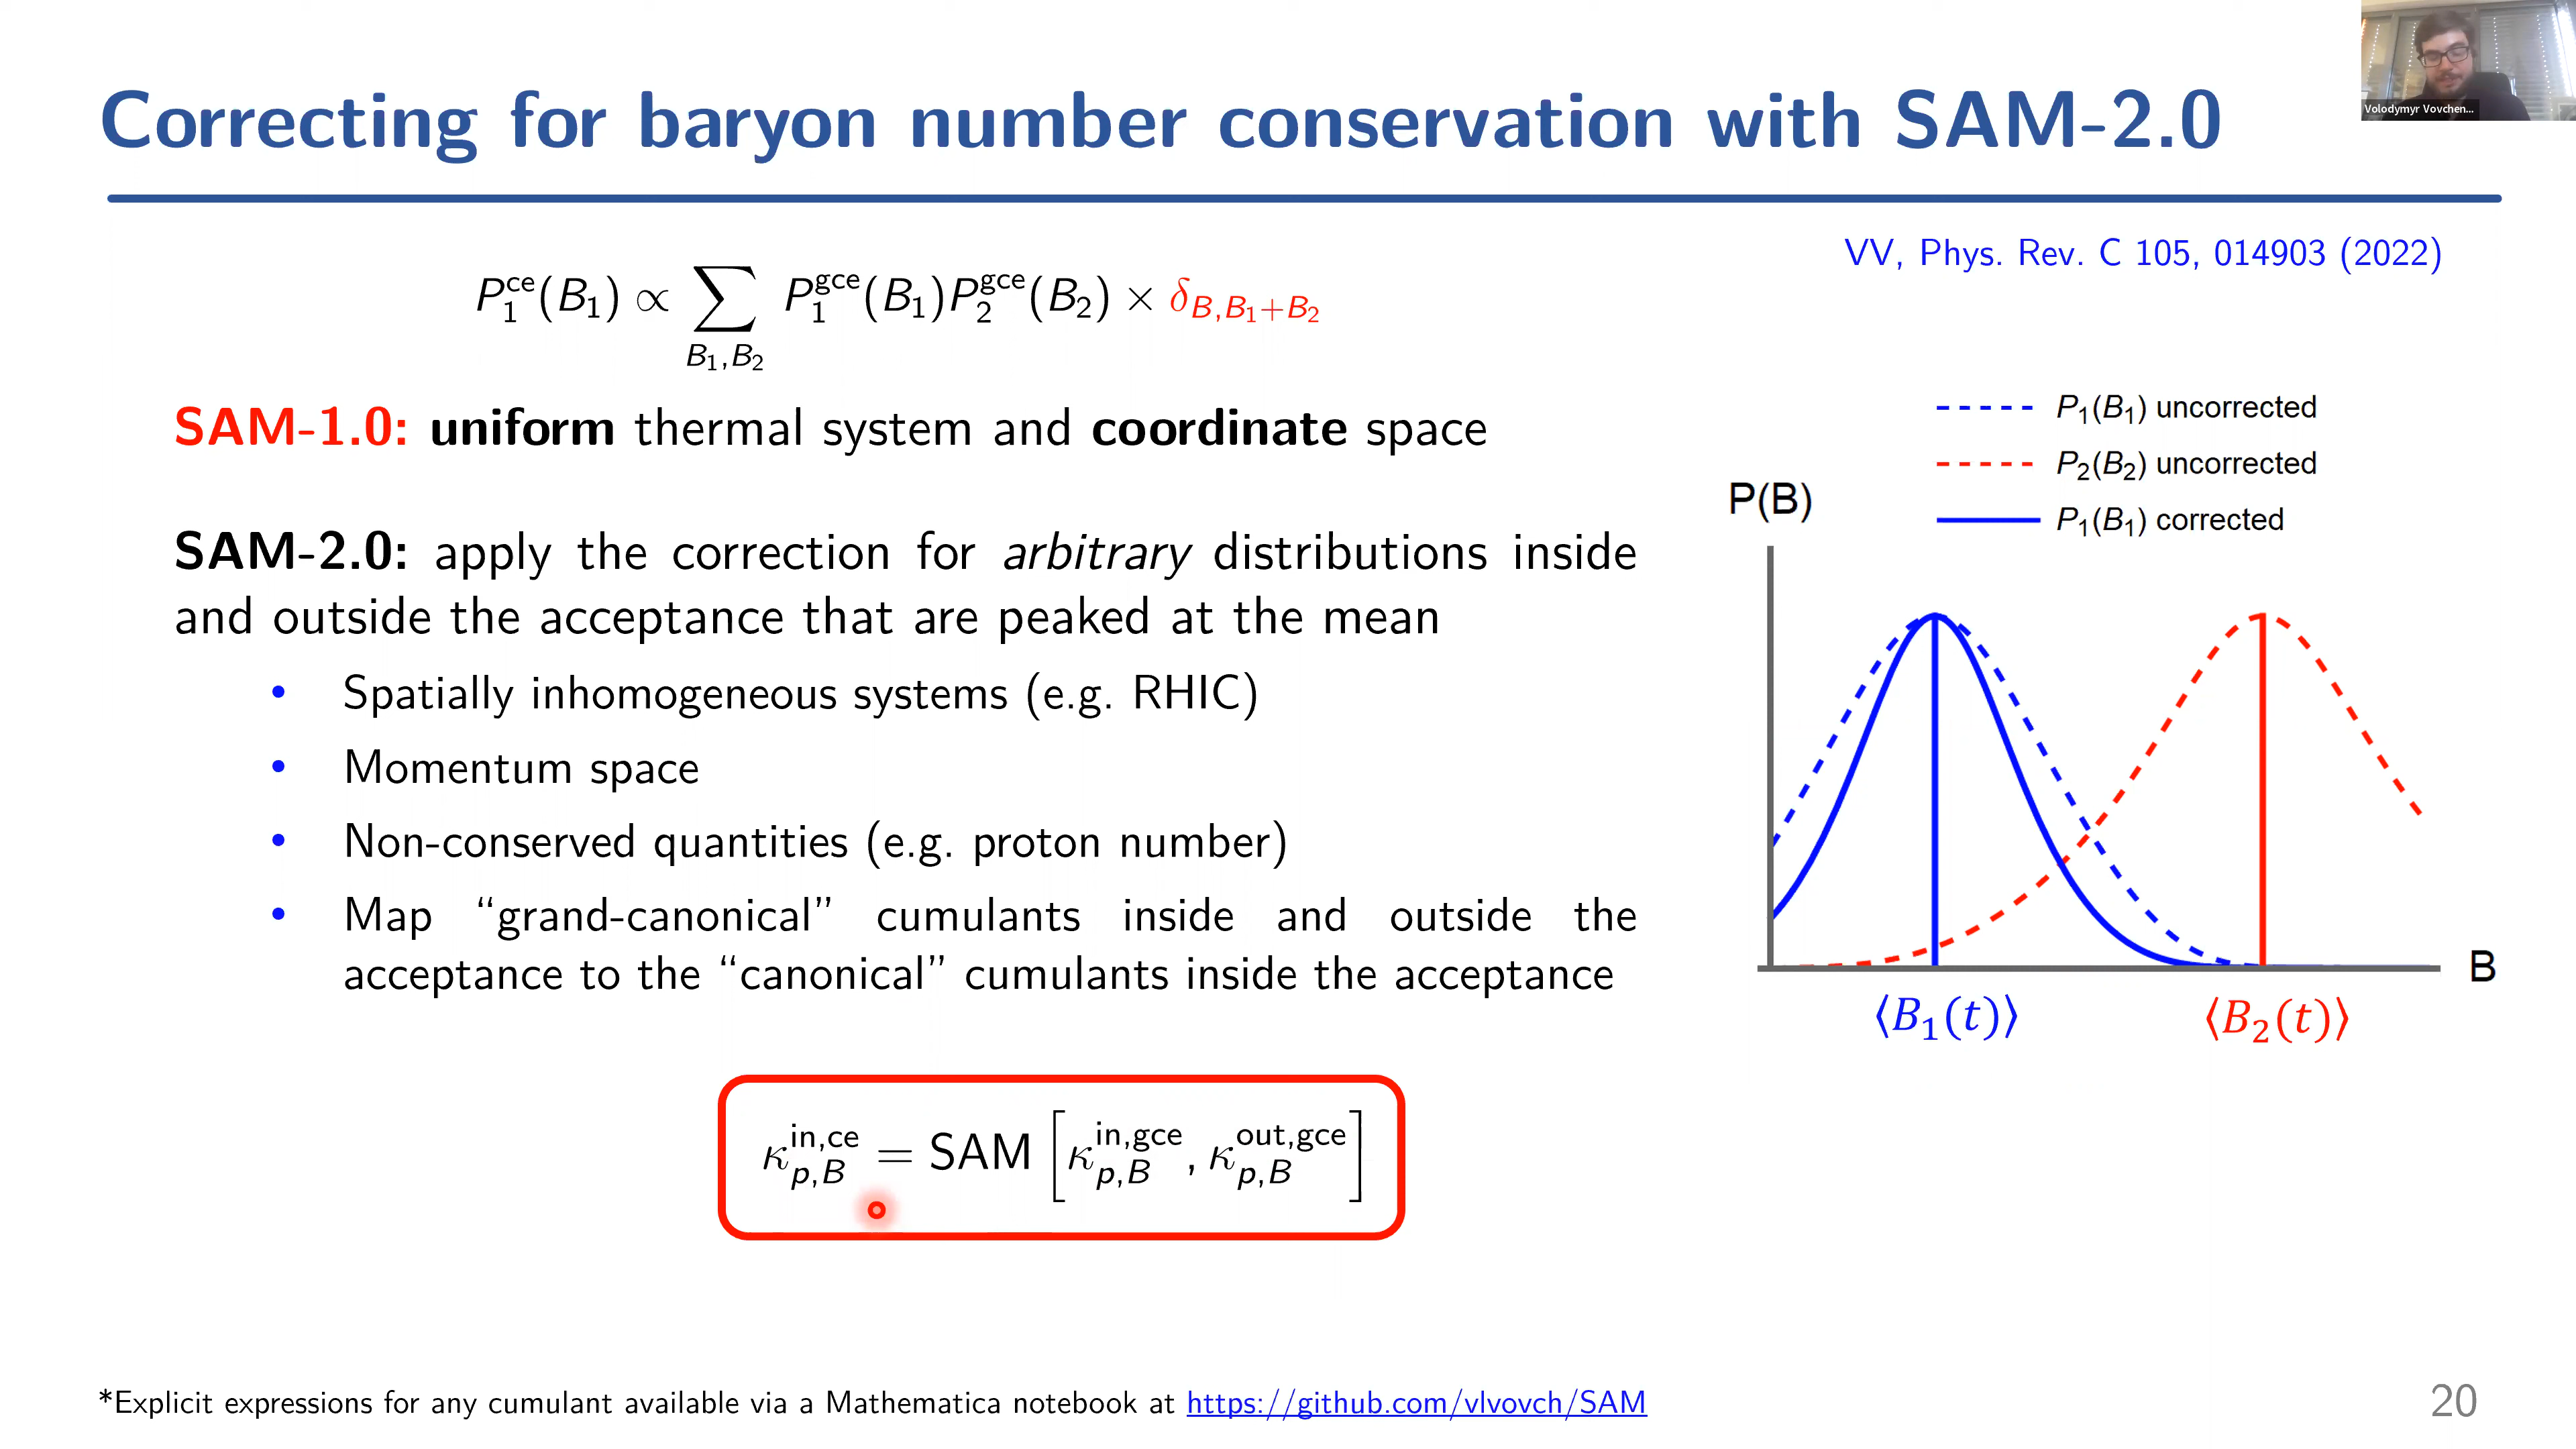 Volodymyr Vovchen...
Correcting for baryon number conservation with SAM-2.0
VV, Phys. Rev. C 105, 014903 (2022)
P₁ᶜᵉ(B₁) ∝ ∑_{B₁,B₂} P₁ᵍᶜᵉ(B₁)P₂ᵍᶜᵉ(B₂) × δ_{B,B₁+B₂}
SAM-1.0: uniform thermal system and coordinate space
SAM-2.0: apply the correction for arbitrary distributions inside
and outside the acceptance that are peaked at the mean
• Spatially inhomogeneous systems (e.g. RHIC)
• Momentum space
• Non-conserved quantities (e.g. proton number)
• Map “grand-canonical” cumulants inside and outside the
acceptance to the “canonical” cumulants inside the acceptance
κ_{p,B}^{in,ce} = SAM [κ_{p,B}^{in,gce}, κ_{p,B}^{out,gce}]
P₁(B₁) uncorrected
P₂(B₂) uncorrected
P₁(B₁) corrected
P(B)
B
⟨B₁(t)⟩
⟨B₂(t)⟩
*Explicit expressions for any cumulant available via a Mathematica notebook at https://github.com/vlvovch/SAM
20